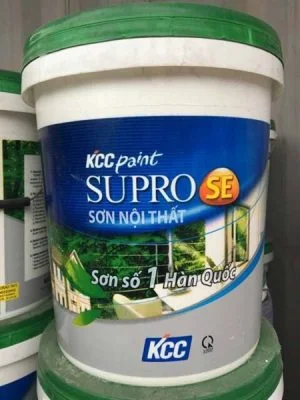 KCC paint
SUPRO SE
SƠN NỘI THẤT
Sơn số 1 Hàn Quốc
KCC